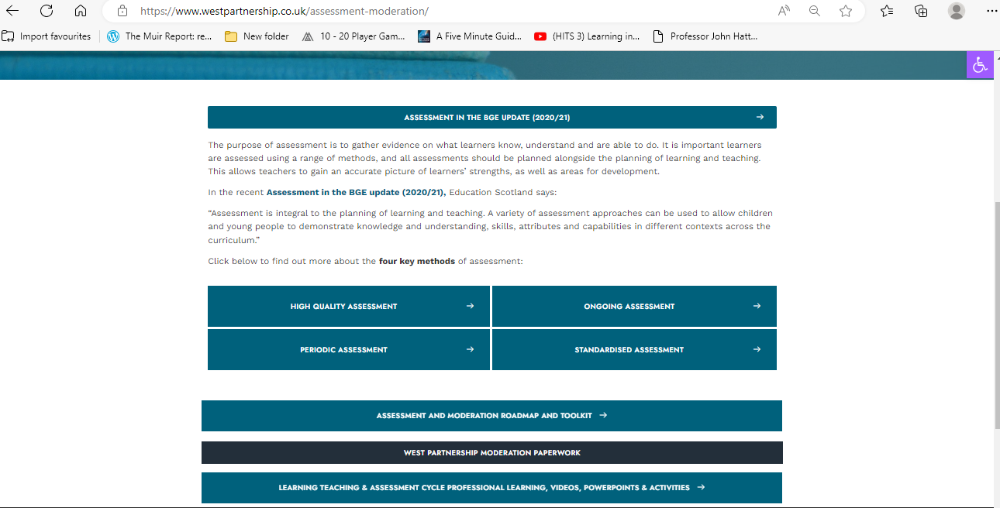 https://www.westpartnership.co.uk/assessment-moderation/
Import favourites
The Muir Report: re...
New folder
10 - 20 Player Gam...
A Five Minute Guid...
(HITS 3) Learning in...
Professor John Hatt...
ASSESSMENT IN THE BGE UPDATE (2020/21)
The purpose of assessment is to gather evidence on what learners know, understand and are able to do. It is important learners
are assessed using a range of methods, and all assessments should be planned alongside the planning of learning and teaching.
This allows teachers to gain an accurate picture of learners’ strengths, as well as areas for development.
In the recent Assessment in the BGE update (2020/21), Education Scotland says:
“Assessment is integral to the planning of learning and teaching. A variety of assessment approaches can be used to allow children
and young people to demonstrate knowledge and understanding, skills, attributes and capabilities in different contexts across the
curriculum.”
Click below to find out more about the four key methods of assessment:
HIGH QUALITY ASSESSMENT
ONGOING ASSESSMENT
PERIODIC ASSESSMENT
STANDARDISED ASSESSMENT
ASSESSMENT AND MODERATION ROADMAP AND TOOLKIT
WEST PARTNERSHIP MODERATION PAPERWORK
LEARNING TEACHING & ASSESSMENT CYCLE PROFESSIONAL LEARNING, VIDEOS, POWERPOINTS & ACTIVITIES